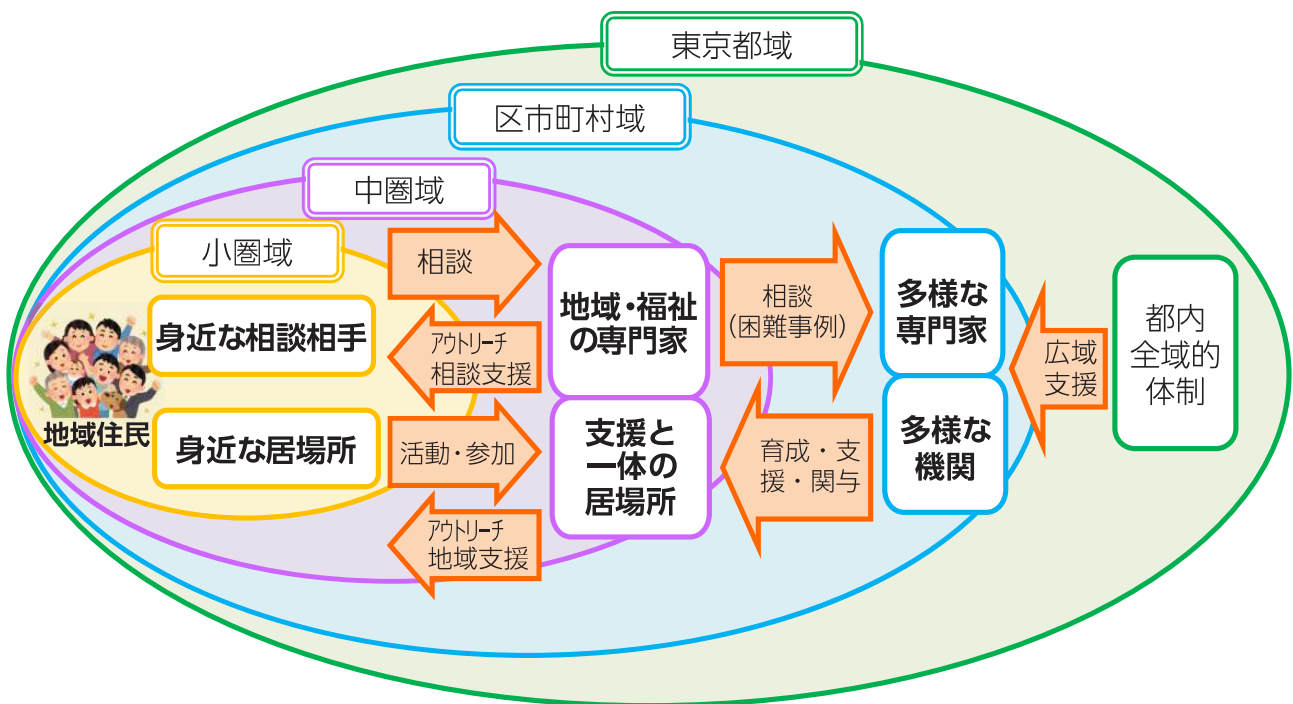 東京都域
区市町村域
中圏域
小圏域
地域住民
身近な相談相手
身近な居場所
相談
アウトリーチ
相談支援
活動・参加
アウトリーチ
地域支援
地域・福祉
の専門家
支援と
一体の
居場所
相談
(困難事例)
育成・支
援・関与
多様な
専門家
多様な
機関
広域
支援
都内
全域的
体制